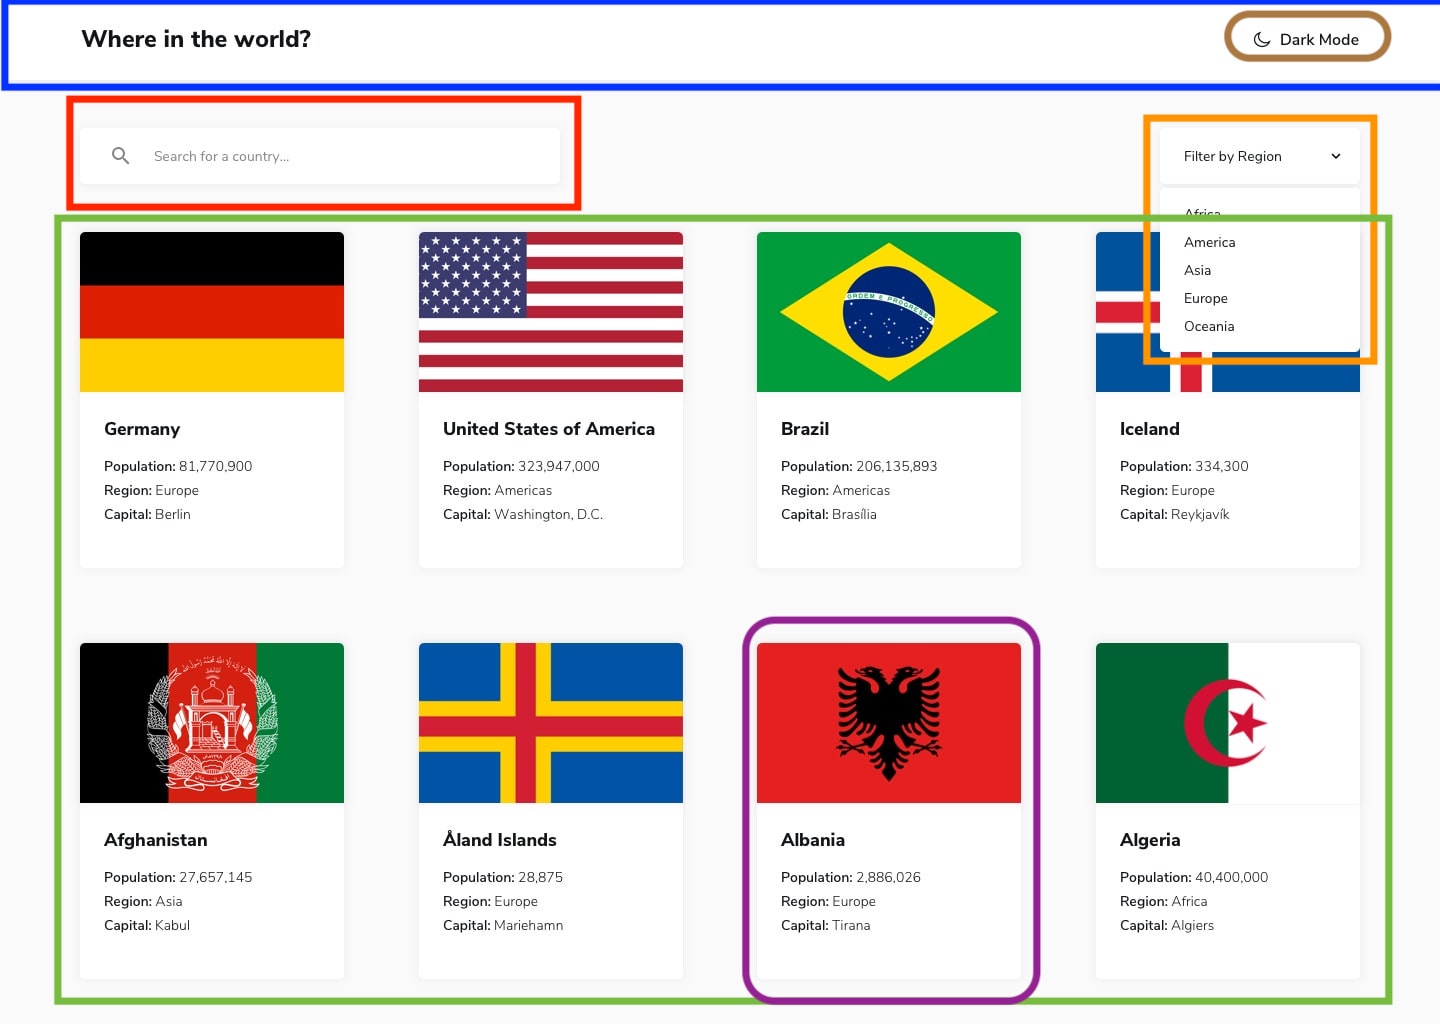 Where in the world?
Dark Mode
Search for a country...
Filter by Region
Africa
America
Asia
Europe
Oceania
ORDEM E PROGRESSO
Germany
Population: 81,770,900
Region: Europe
Capital: Berlin
United States of America
Population: 323,947,000
Region: Americas
Capital: Washington, D.C.
Brazil
Population: 206,135,893
Region: Americas
Capital: Brasília
Iceland
Population: 334,300
Region: Europe
Capital: Reykjavík
Afghanistan
Population: 27,657,145
Region: Asia
Capital: Kabul
Åland Islands
Population: 28,875
Region: Europe
Capital: Mariehamn
Albania
Population: 2,886,026
Region: Europe
Capital: Tirana
Algeria
Population: 40,400,000
Region: Africa
Capital: Algiers